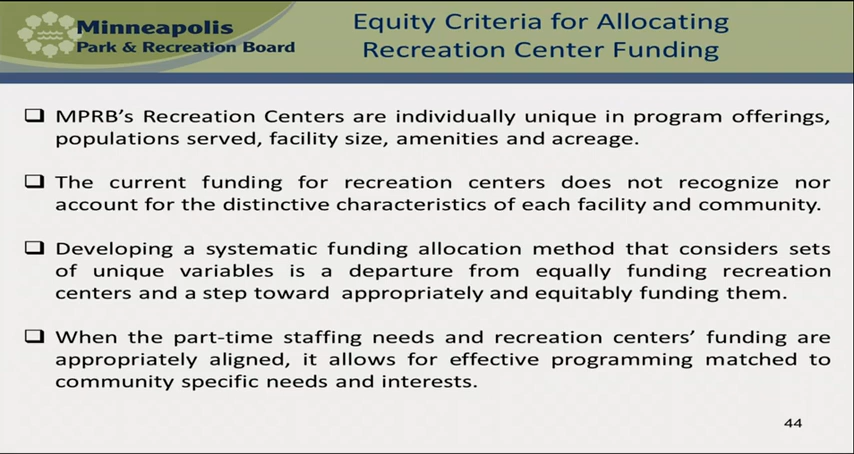 Minneapolis
Park & Recreation Board
Equity Criteria for Allocating
Recreation Center Funding
❑ MPRB's Recreation Centers are individually unique in program offerings,
populations served, facility size, amenities and acreage.
❑ The current funding for recreation centers does not recognize nor
account for the distinctive characteristics of each facility and community.
❑ Developing a systematic funding allocation method that considers sets
of unique variables is a departure from equally funding recreation
centers and a step toward appropriately and equitably funding them.
❑ When the part-time staffing needs and recreation centers' funding are
appropriately aligned, it allows for effective programming matched to
community specific needs and interests.
44